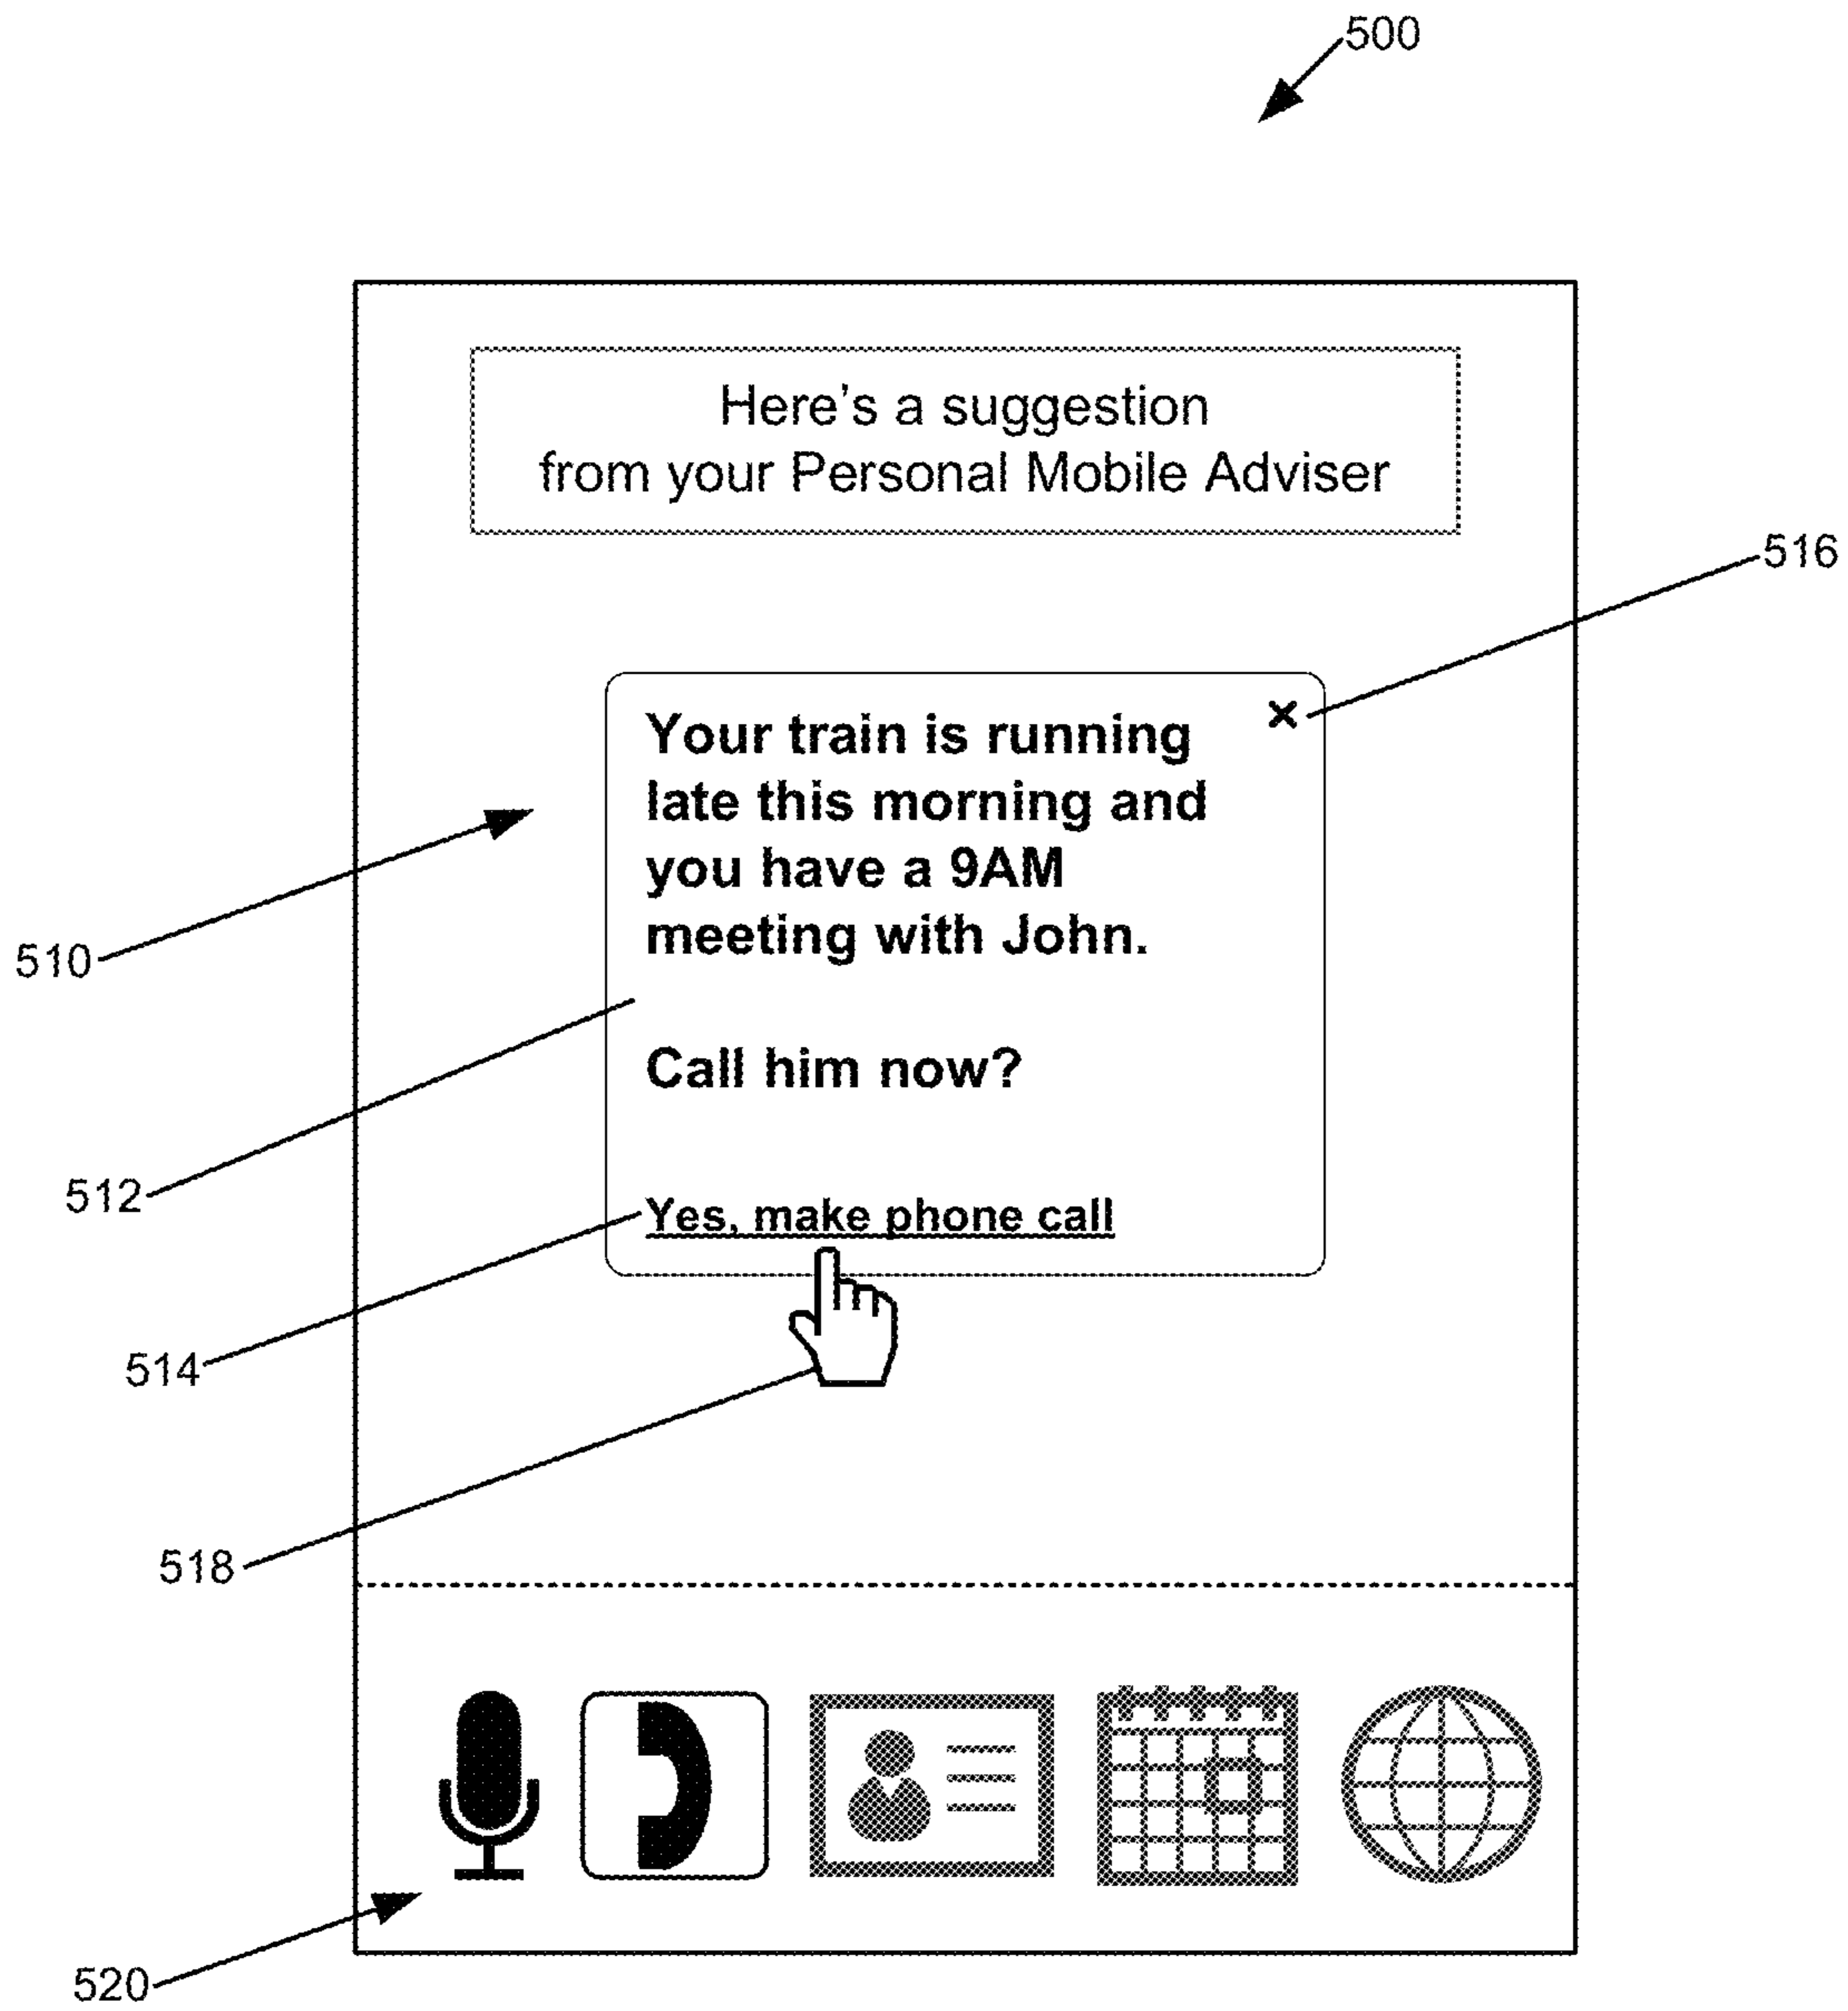 500
Here's a suggestion
from your Personal Mobile Adviser
516
×
Your train is running
late this morning and
you have a 9AM
meeting with John.
510
Call him now?
512
Yes, make phone call
514
518
520